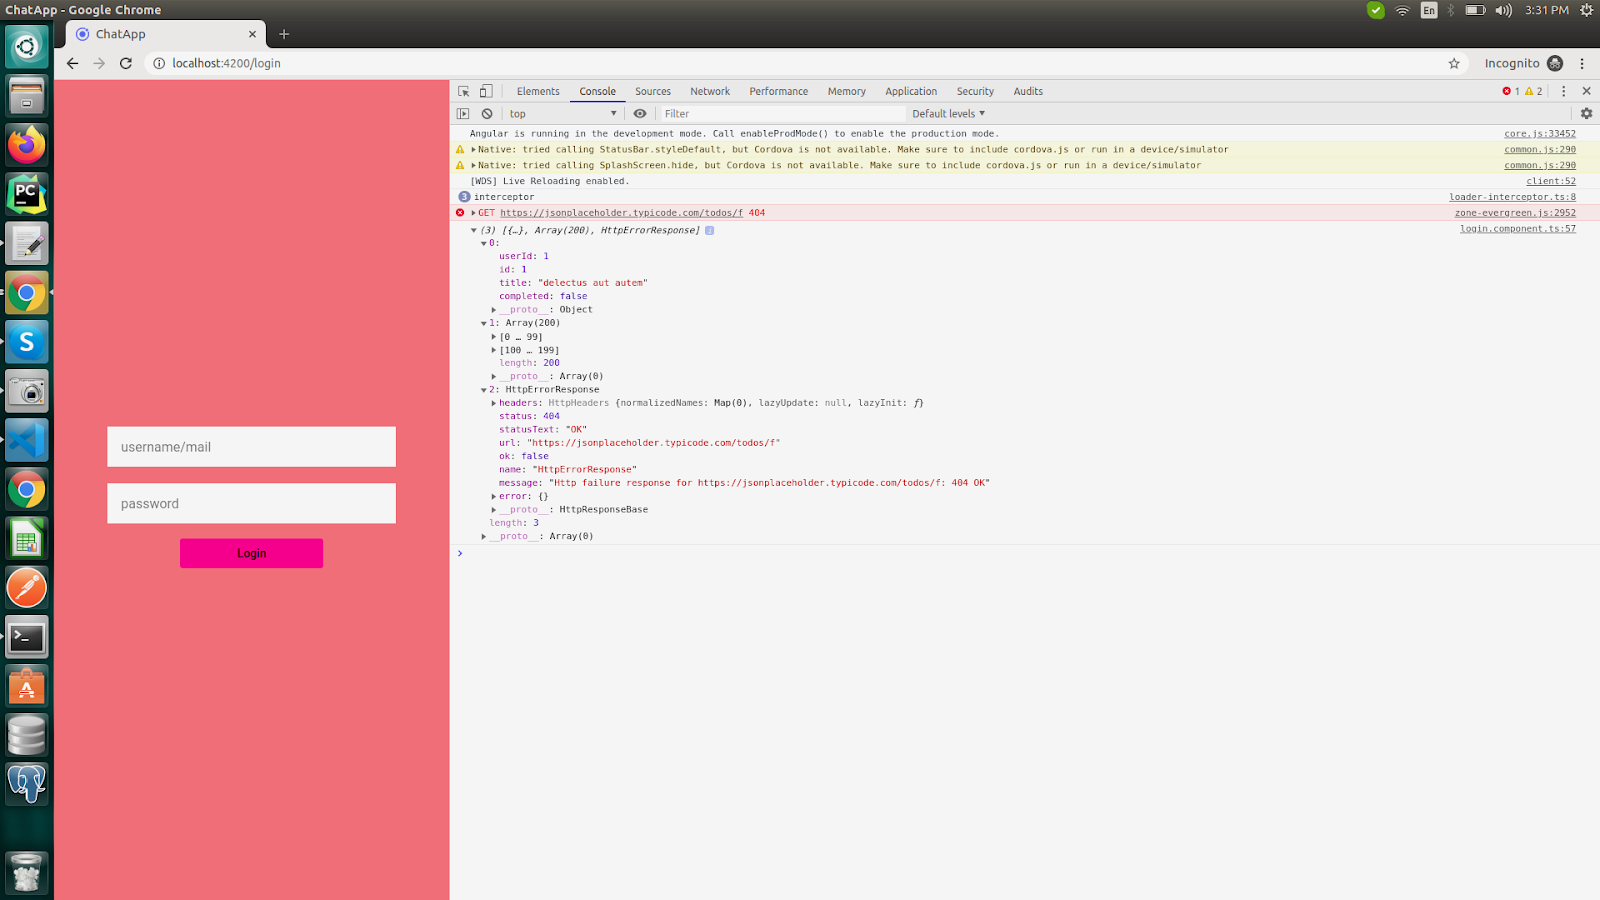 ChatApp - Google Chrome
En
3:31 PM
ChatApp
localhost:4200/login
Incognito
Elements Console Sources Network Performance Memory Application Security Audits
1 2
top
Filter
Default levels
Angular is running in the development mode. Call enableProdMode() to enable the production mode. core.js:33452
Native: tried calling StatusBar.styleDefault, but Cordova is not available. Make sure to include cordova.js or run in a device/simulator common.js:290
Native: tried calling SplashScreen.hide, but Cordova is not available. Make sure to include cordova.js or run in a device/simulator common.js:290
[WDS] Live Reloading enabled. client:52
3 interceptor loader-interceptor.ts:8
GET https://jsonplaceholder.typicode.com/todos/f 404 zone-evergreen.js:2952
(3) [{…}, Array(200), HttpErrorResponse] i login.component.ts:57
0:
userId: 1
id: 1
title: "delectus aut autem"
completed: false
__proto__: Object
1: Array(200)
[0 … 99]
[100 … 199]
length: 200
__proto__: Array(0)
2: HttpErrorResponse
headers: HttpHeaders {normalizedNames: Map(0), lazyUpdate: null, lazyInit: ƒ}
status: 404
statusText: "OK"
url: "https://jsonplaceholder.typicode.com/todos/f"
ok: false
name: "HttpErrorResponse"
message: "Http failure response for https://jsonplaceholder.typicode.com/todos/f: 404 OK"
error: {}
__proto__: HttpResponseBase
length: 3
__proto__: Array(0)
username/mail
password
Login
PC
S